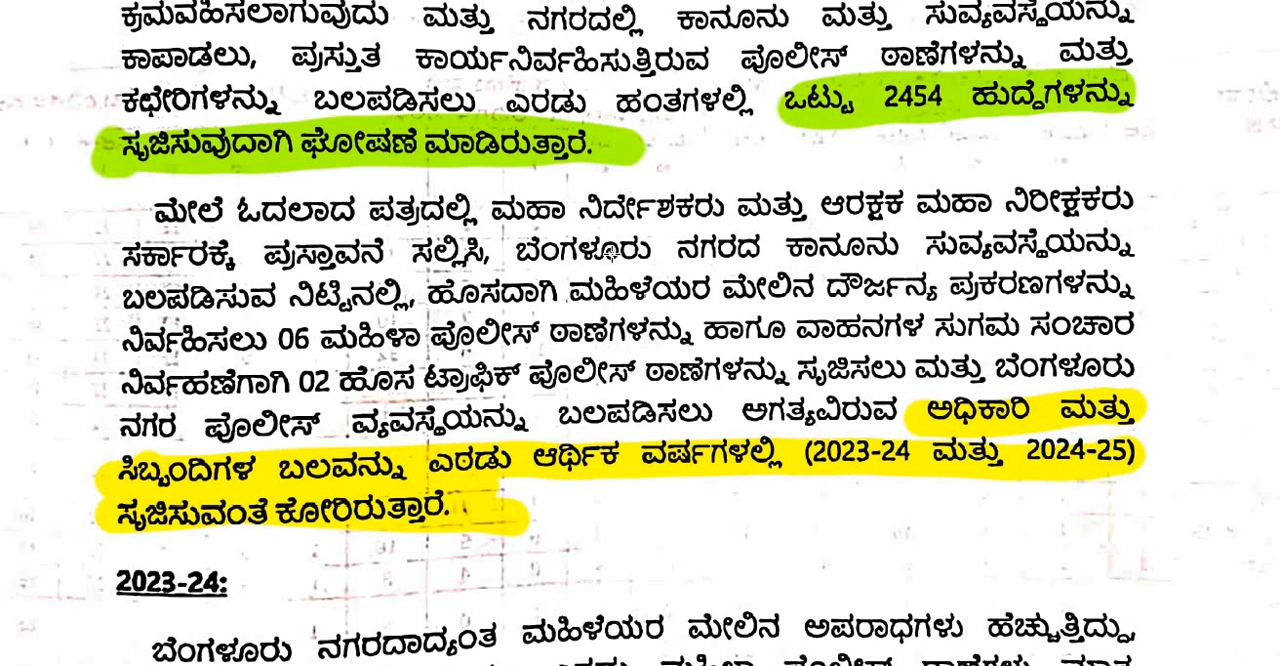 ಕ್ರಮವಹಿಸಲಾಗುವುದು ಮತ್ತು ನಗರದಲ್ಲಿ ಕಾನೂನು ಮತ್ತು ಸುವ್ಯವಸ್ಥೆಯನ್ನು
ಕಾಪಾಡಲು, ಪ್ರಸ್ತುತ ಕಾರ್ಯನಿರ್ವಹಿಸುತ್ತಿರುವ ಪೊಲೀಸ್ ಠಾಣೆಗಳನ್ನು ಮತ್ತು
ಕಛೇರಿಗಳನ್ನು ಬಲಪಡಿಸಲು ಎರಡು ಹಂತಗಳಲ್ಲಿ ಒಟ್ಟು 2454 ಹುದ್ದೆಗಳನ್ನು
ಸೃಜಿಸುವುದಾಗಿ ಘೋಷಣೆ ಮಾಡಿರುತ್ತಾರೆ.
ಮೇಲೆ ಓದಲಾದ ಪತ್ರದಲ್ಲಿ ಮಹಾ ನಿರ್ದೇಶಕರು ಮತ್ತು ಆರಕ್ಷಕ ಮಹಾ ನಿರೀಕ್ಷಕರು
ಸರ್ಕಾರಕ್ಕೆ ಪ್ರಸ್ತಾವನೆ ಸಲ್ಲಿಸಿ, ಬೆಂಗಳೂರು ನಗರದ ಕಾನೂನು ಸುವ್ಯವಸ್ಥೆಯನ್ನು
ಬಲಪಡಿಸುವ ನಿಟ್ಟಿನಲ್ಲಿ, ಹೊಸದಾಗಿ ಮಹಿಳೆಯರ ಮೇಲಿನ ದೌರ್ಜನ್ಯ ಪ್ರಕರಣಗಳನ್ನು
ನಿರ್ವಹಿಸಲು 06 ಮಹಿಳಾ ಪೊಲೀಸ್ ಠಾಣೆಗಳನ್ನು ಹಾಗೂ ವಾಹನಗಳ ಸುಗಮ ಸಂಚಾರ
ನಿರ್ವಹಣೆಗಾಗಿ 02 ಹೊಸ ಟ್ರಾಫಿಕ್ ಪೊಲೀಸ್ ಠಾಣೆಗಳನ್ನು ಸೃಜಿಸಲು ಮತ್ತು ಬೆಂಗಳೂರು
ನಗರ ಪೊಲೀಸ್ ವ್ಯವಸ್ಥೆಯನ್ನು ಬಲಪಡಿಸಲು ಅಗತ್ಯವಿರುವ ಅಧಿಕಾರಿ ಮತ್ತು
ಸಿಬ್ಬಂದಿಗಳ ಬಲವನ್ನು ಎರಡು ಆರ್ಥಿಕ ವರ್ಷಗಳಲ್ಲಿ (2023-24 ಮತ್ತು 2024-25)
ಸೃಜಿಸುವಂತೆ ಕೋರಿರುತ್ತಾರೆ.
2023-24:
ಬೆಂಗಳೂರು ನಗರದಾದ್ಯಂತ ಮಹಿಳೆಯರ ಮೇಲಿನ ಅಪರಾಧಗಳು ಹೆಚ್ಚುತ್ತಿದ್ದು,